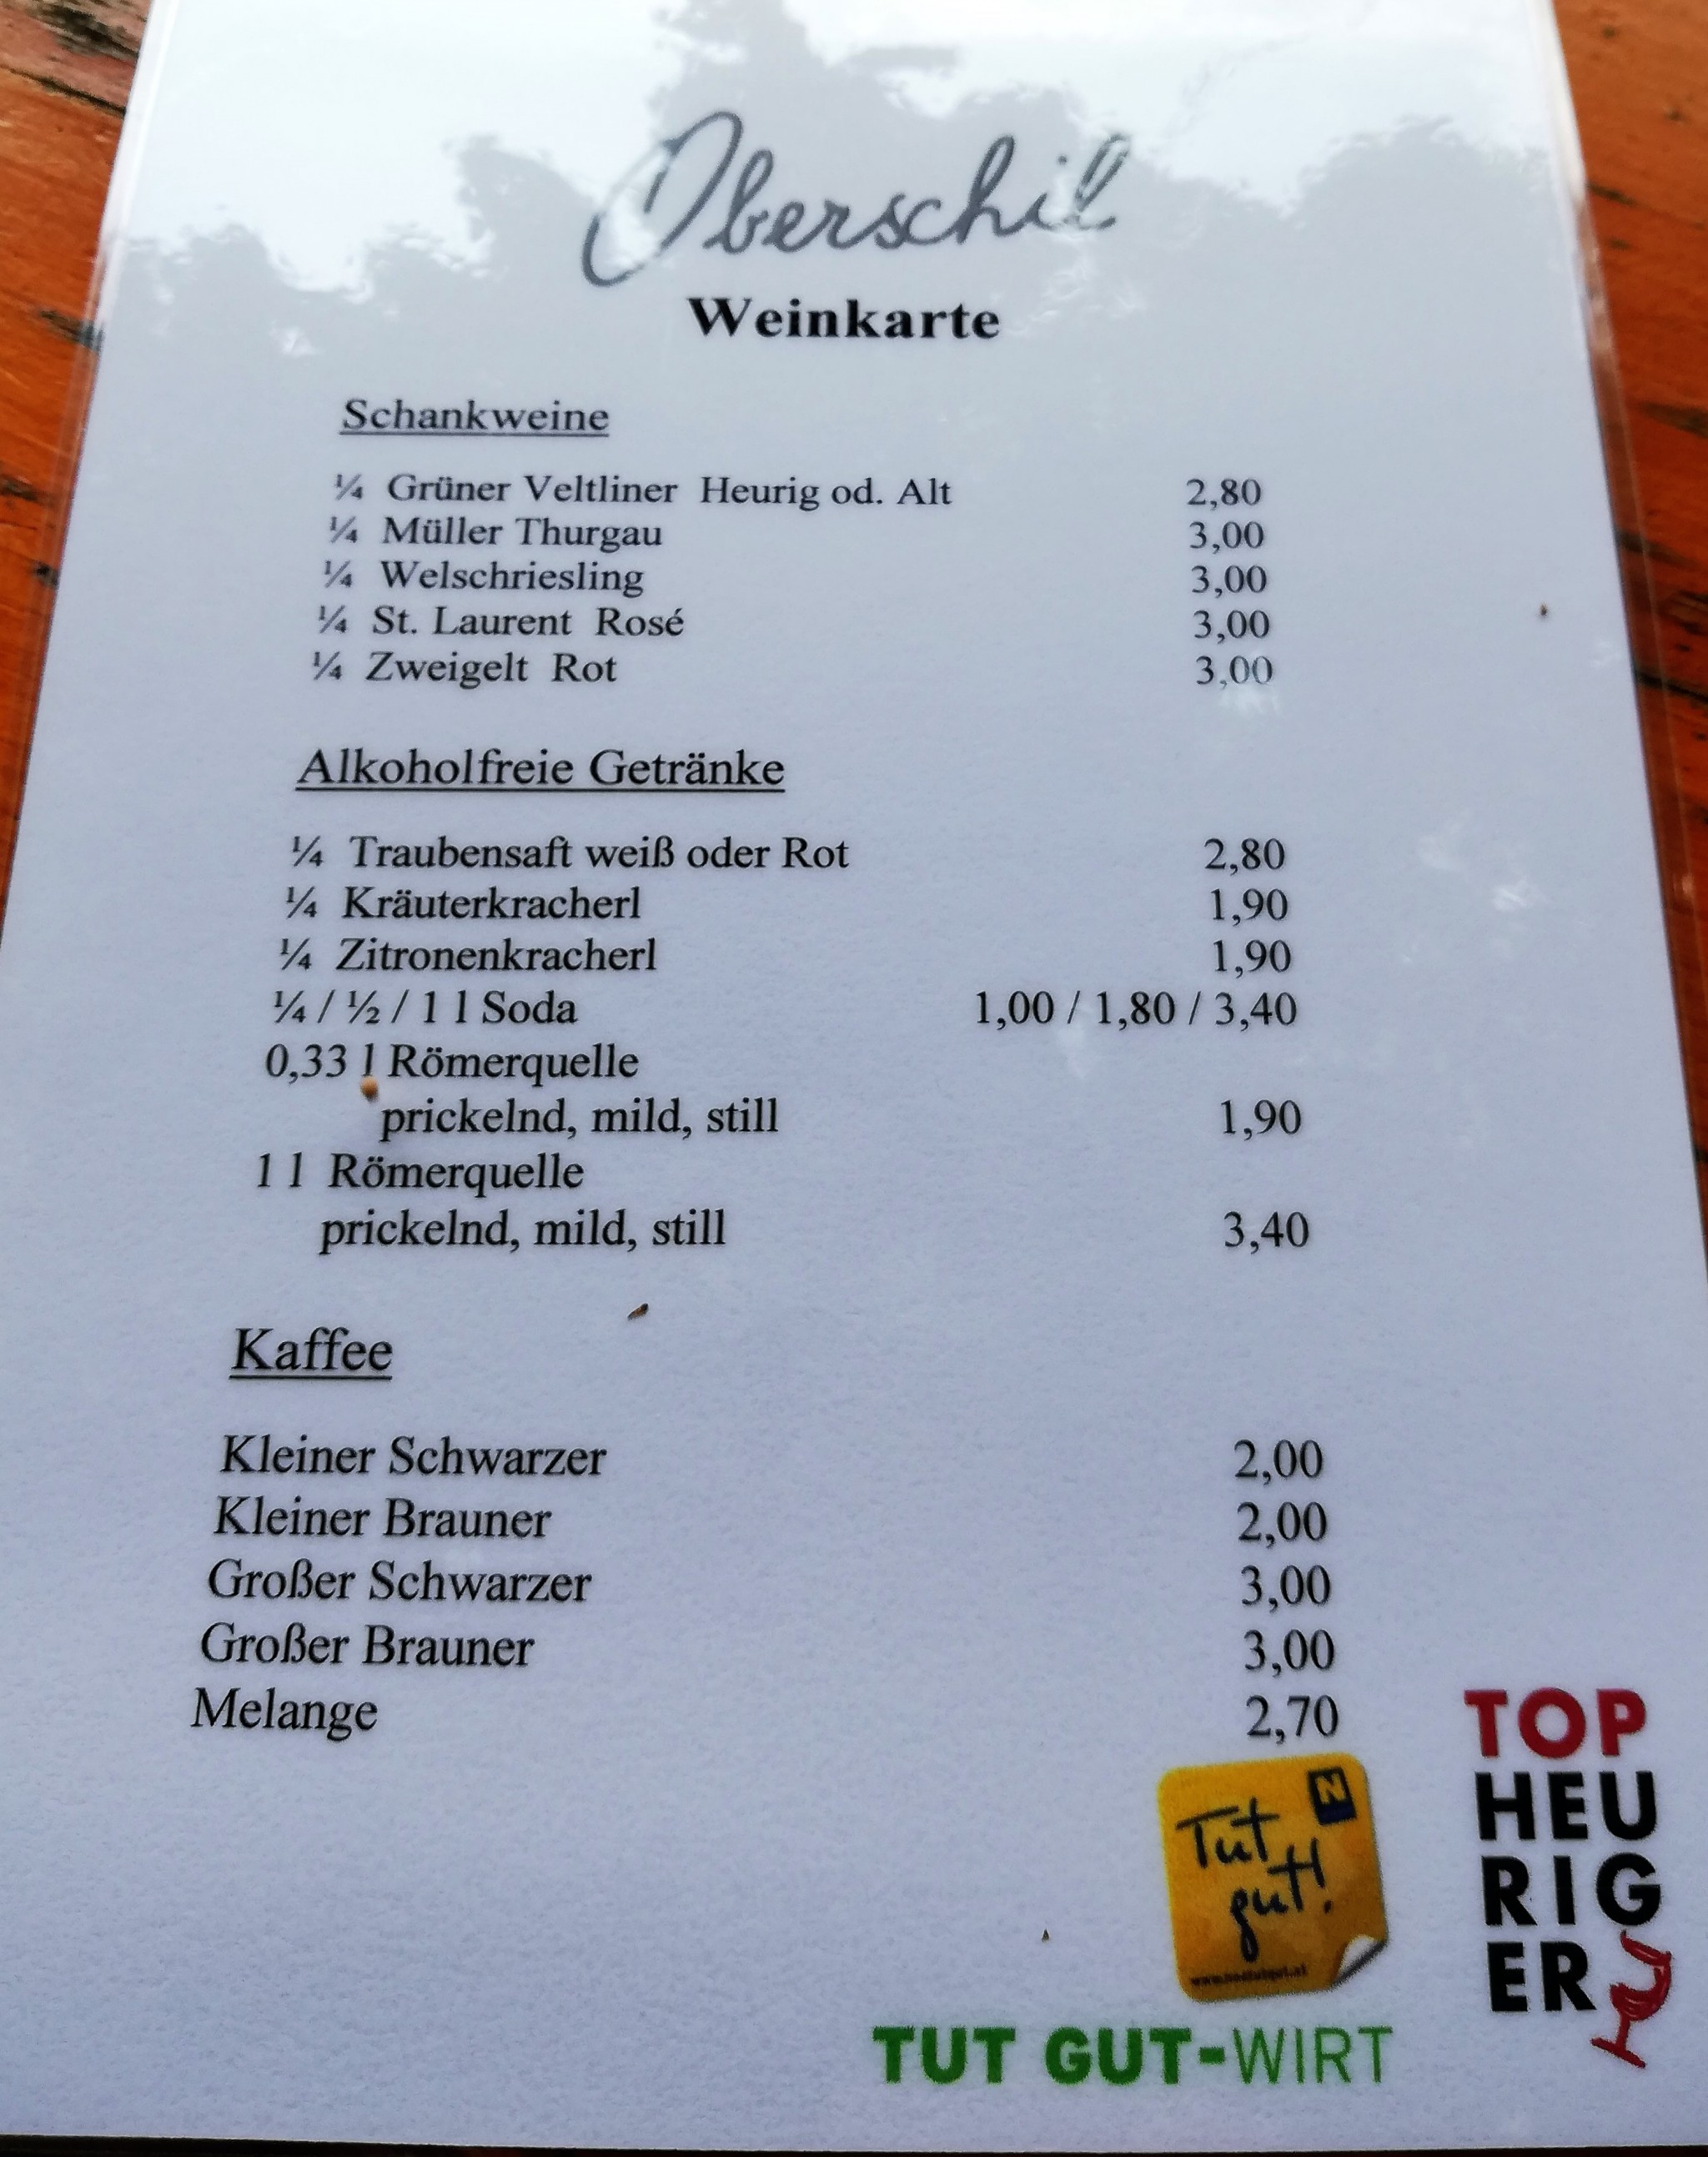 Oberschil
Weinkarte
Schankweine
¼ Grüner Veltliner Heurig od. Alt 2,80
¼ Müller Thurgau 3,00
¼ Welschriesling 3,00
¼ St. Laurent Rosé 3,00
¼ Zweigelt Rot 3,00
Alkoholfreie Getränke
¼ Traubensaft weiß oder Rot 2,80
¼ Kräuterkracherl 1,90
¼ Zitronenkracherl 1,90
¼ / ½ / 1 l Soda 1,00 / 1,80 / 3,40
0,33 l Römerquelle
prickelnd, mild, still 1,90
1 l Römerquelle
prickelnd, mild, still 3,40
Kaffee
Kleiner Schwarzer 2,00
Kleiner Brauner 2,00
Großer Schwarzer 3,00
Großer Brauner 3,00
Melange 2,70
N
Tut
gut!
TUT GUT-WIRT
TOP
HEU
RIG
ER